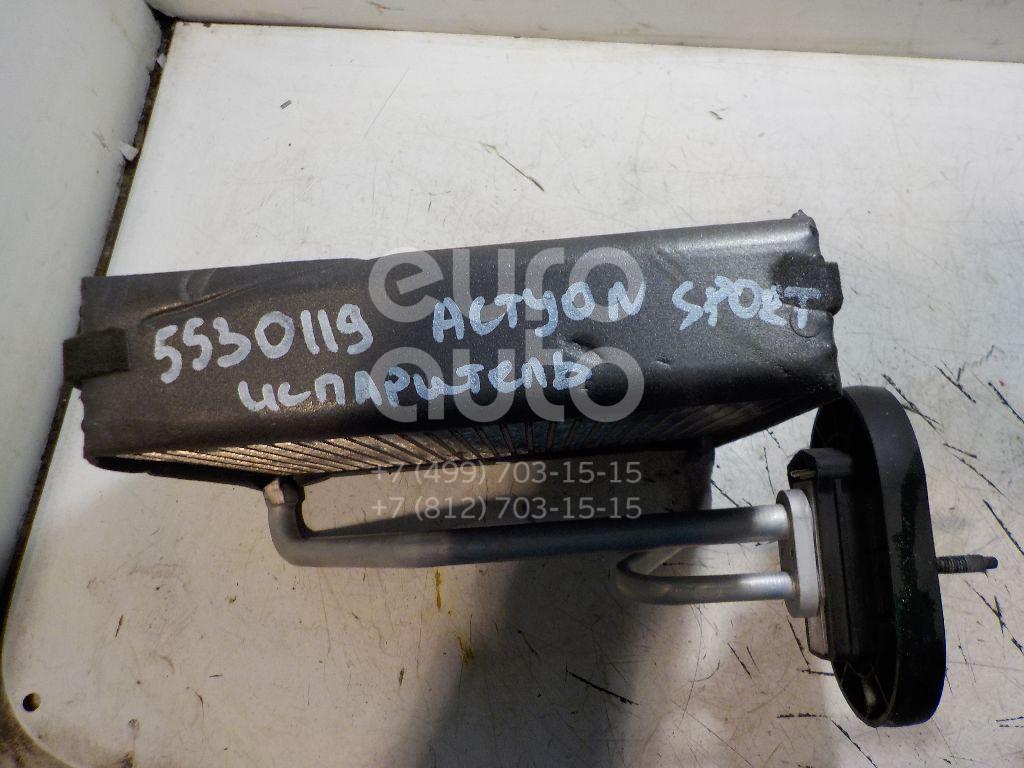 5530119 ACTYON SPORT
испаритель
euro
auto
+7 (499) 703-15-15
+7 (812) 703-15-15